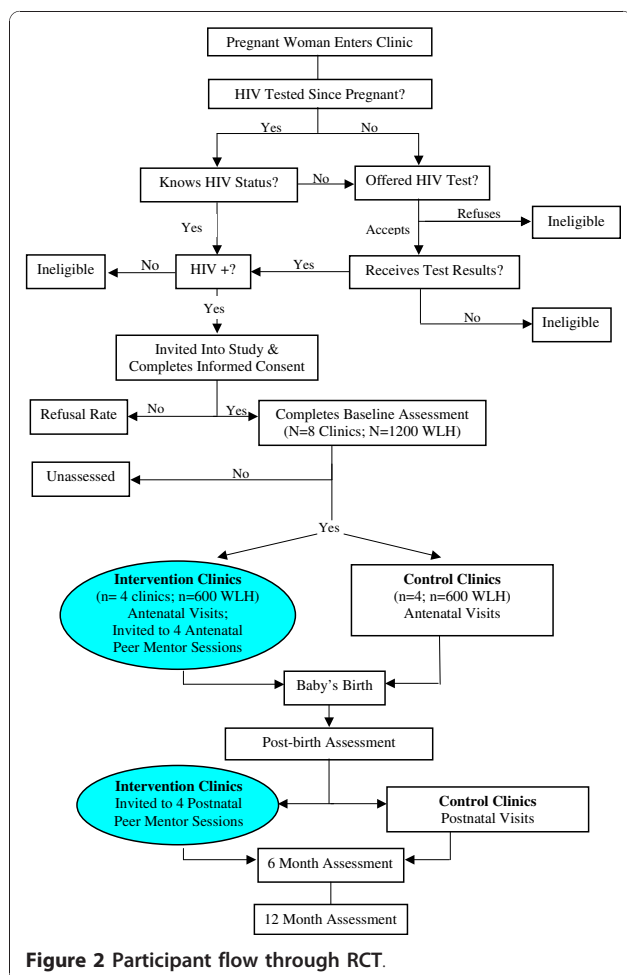 Pregnant Woman Enters Clinic
HIV Tested Since Pregnant?
Yes
No
Knows HIV Status?
No
Offered HIV Test?
Refuses
Ineligible
Yes
Accepts
Ineligible
No
HIV +?
Yes
Receives Test Results?
Yes
No
Ineligible
Invited Into Study &
Completes Informed Consent
Refusal Rate
No
Yes
Completes Baseline Assessment
(N=8 Clinics; N=1200 WLH)
Unassessed
No
Yes
Intervention Clinics
(n= 4 clinics; n=600 WLH)
Antenatal Visits;
Invited to 4 Antenatal
Peer Mentor Sessions
Control Clinics
(n=4; n=600 WLH)
Antenatal Visits
Baby's Birth
Post-birth Assessment
Intervention Clinics
Invited to 4 Postnatal
Peer Mentor Sessions
Control Clinics
Postnatal Visits
6 Month Assessment
12 Month Assessment
Figure 2 Participant flow through RCT.